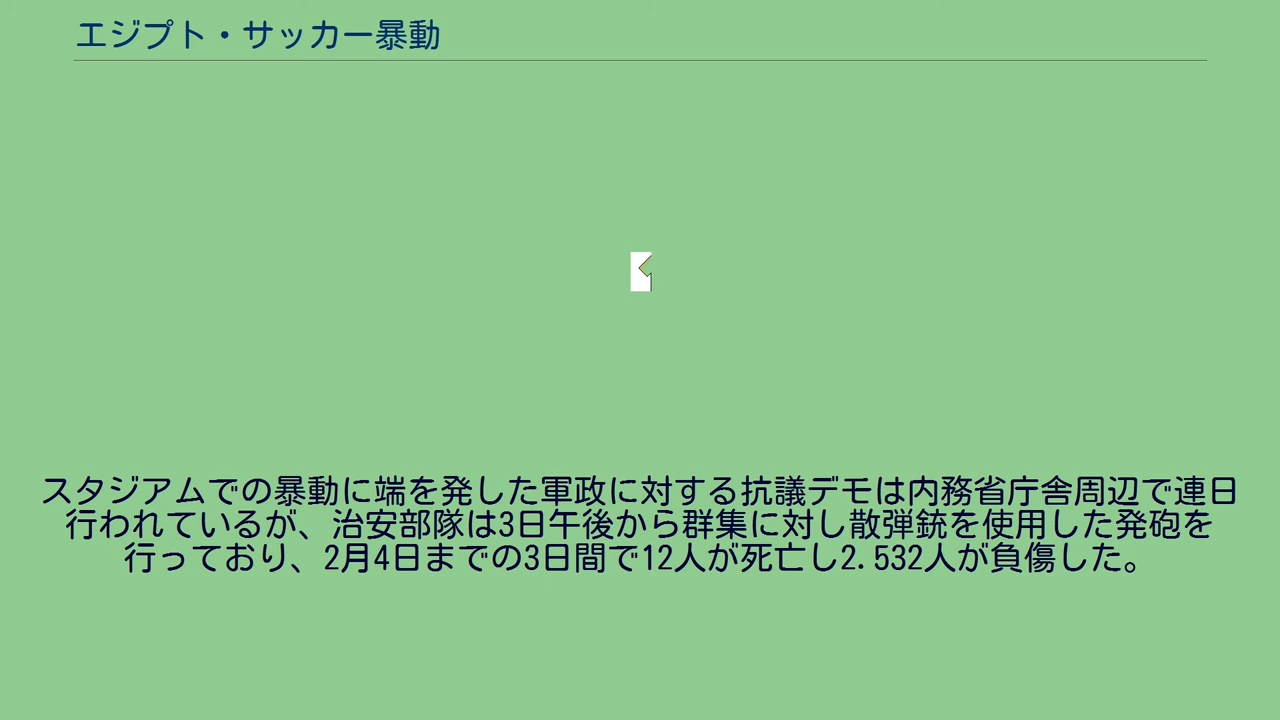 エジプト・サッカー暴動
スタジアムでの暴動に端を発した軍政に対する抗議デモは内務省庁舎周辺で連日
行われているが、治安部隊は3日午後から群集に対し散弾銃を使用した発砲を
行っており、2月4日までの3日間で12人が死亡し2.532人が負傷した。